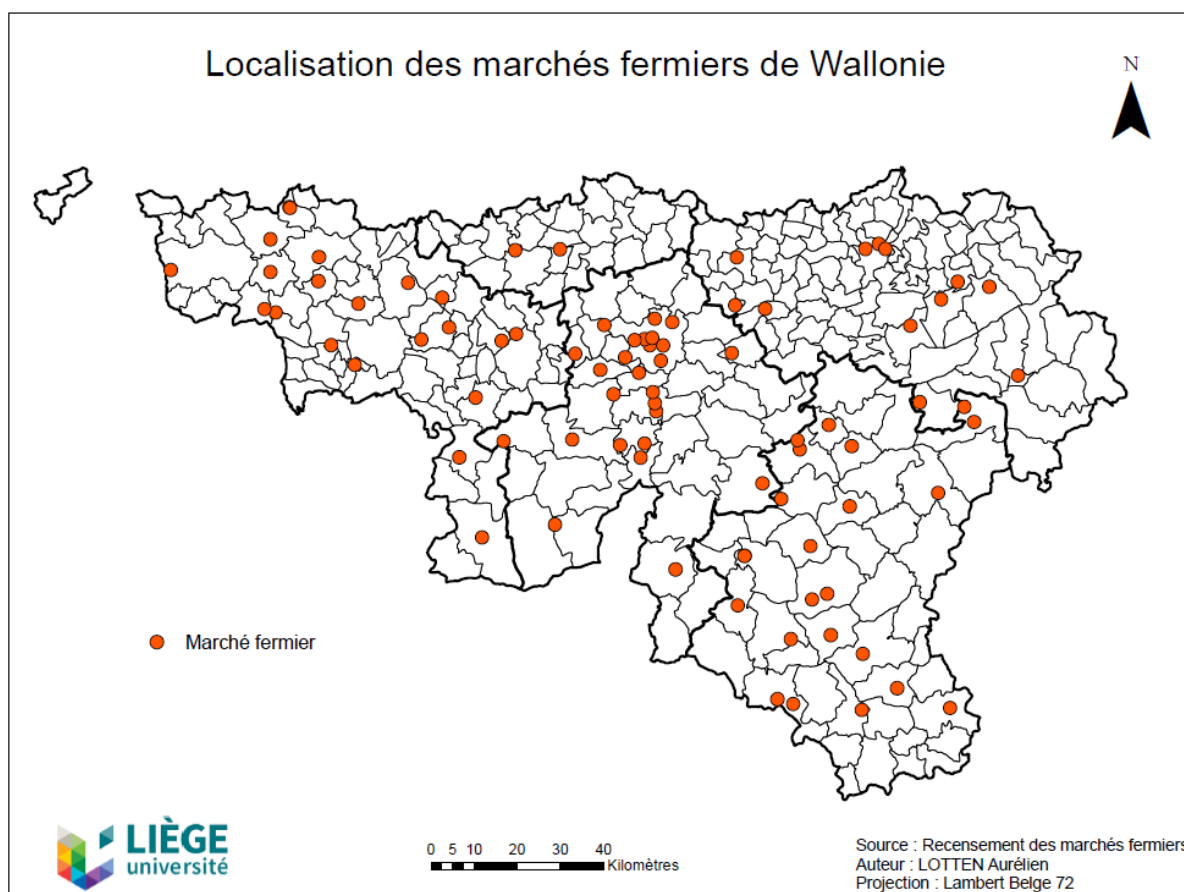 Localisation des marchés fermiers de Wallonie
N
Marché fermier
LIÈGE
université
0 5 10 20 30 40
Kilomètres
Source : Recensement des marchés fermiers
Auteur : LOTTEN Aurélien
Projection : Lambert Belge 72